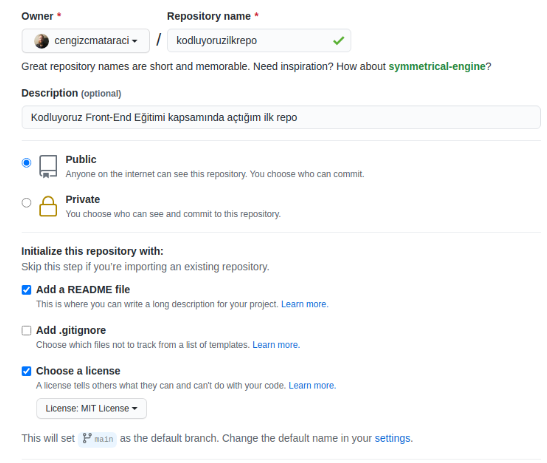 Owner * Repository name *
cengizcmataraci / kodluyoruzilkrepo
Great repository names are short and memorable. Need inspiration? How about symmetrical-engine?
Description (optional)
Kodluyoruz Front-End Eğitimi kapsamında açtığım ilk repo
Public
Anyone on the internet can see this repository. You choose who can commit.
Private
You choose who can see and commit to this repository.
Initialize this repository with:
Skip this step if you're importing an existing repository.
Add a README file
This is where you can write a long description for your project. Learn more.
Add .gitignore
Choose which files not to track from a list of templates. Learn more.
Choose a license
A license tells others what they can and can't do with your code. Learn more.
License: MIT License
This will set main as the default branch. Change the default name in your settings.